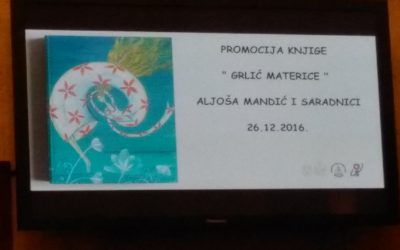 PROMOCIJA KNJIGE
" GRLIĆ MATERICE "
ALJOŠA MANDIĆ I SARADNICI
26.12.2016.